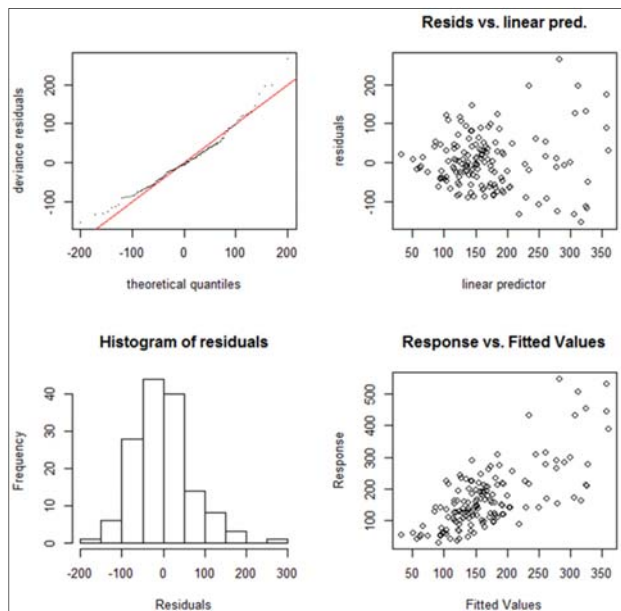 deviance residuals
-100 0 100 200
-200 -100 0 100 200
theoretical quantiles
Resids vs. linear pred.
residuals
-100 0 100 200
50 100 150 200 250 300 350
linear predictor
Histogram of residuals
Frequency
0 10 20 30 40
-200 -100 0 100 200 300
Residuals
Response vs. Fitted Values
Response
100 200 300 400 500
50 100 150 200 250 300 350
Fitted Values